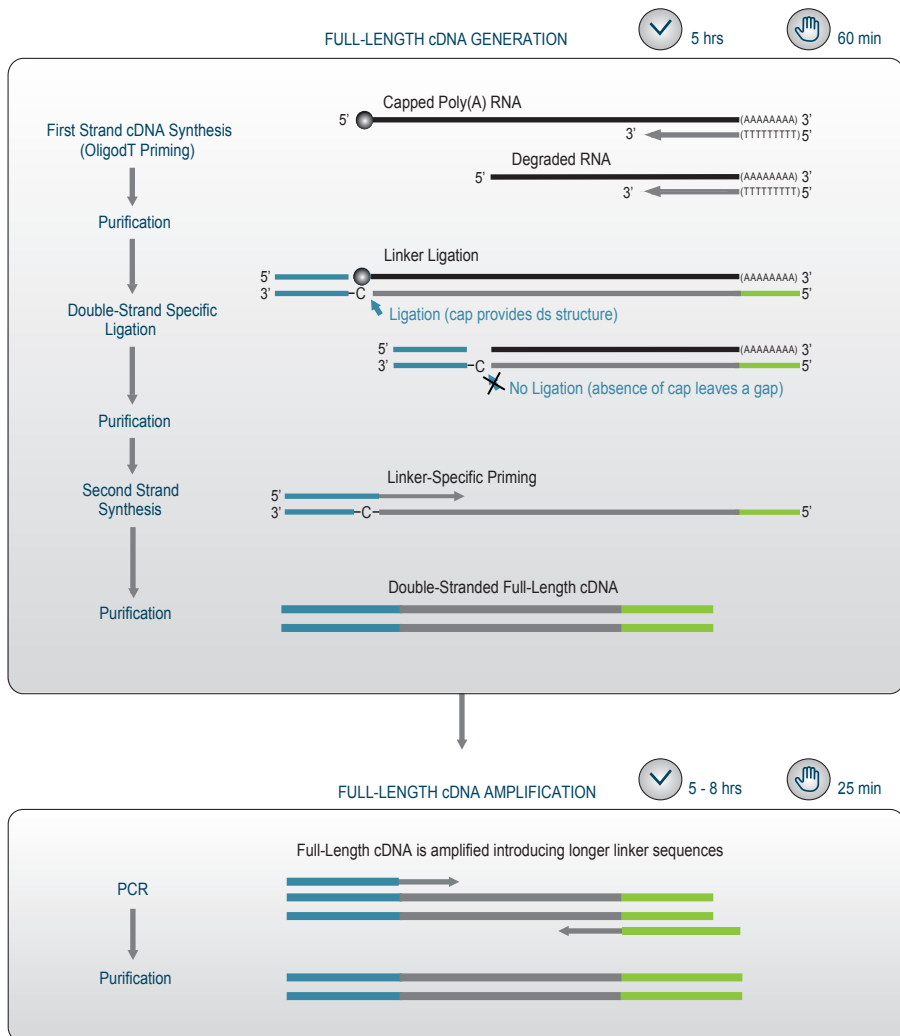 FULL-LENGTH cDNA GENERATION 5 hrs 60 min
Capped Poly(A) RNA
5’ (AAAAAAAA) 3’
3’ (TTTTTTTTT) 5’
First Strand cDNA Synthesis
(OligodT Priming)
Degraded RNA
5’ (AAAAAAAA) 3’
3’ (TTTTTTTTT) 5’
Purification
Linker Ligation
5’ (AAAAAAAA) 3’
3’ –C 5’
Double-Strand Specific
Ligation
Ligation (cap provides ds structure)
5’ (AAAAAAAA) 3’
3’ –C 5’
No Ligation (absence of cap leaves a gap)
Purification
Linker-Specific Priming
Second Strand
Synthesis
5’
3’ –C– 5’
Double-Stranded Full-Length cDNA
Purification
FULL-LENGTH cDNA AMPLIFICATION 5 - 8 hrs 25 min
Full-Length cDNA is amplified introducing longer linker sequences
PCR
Purification